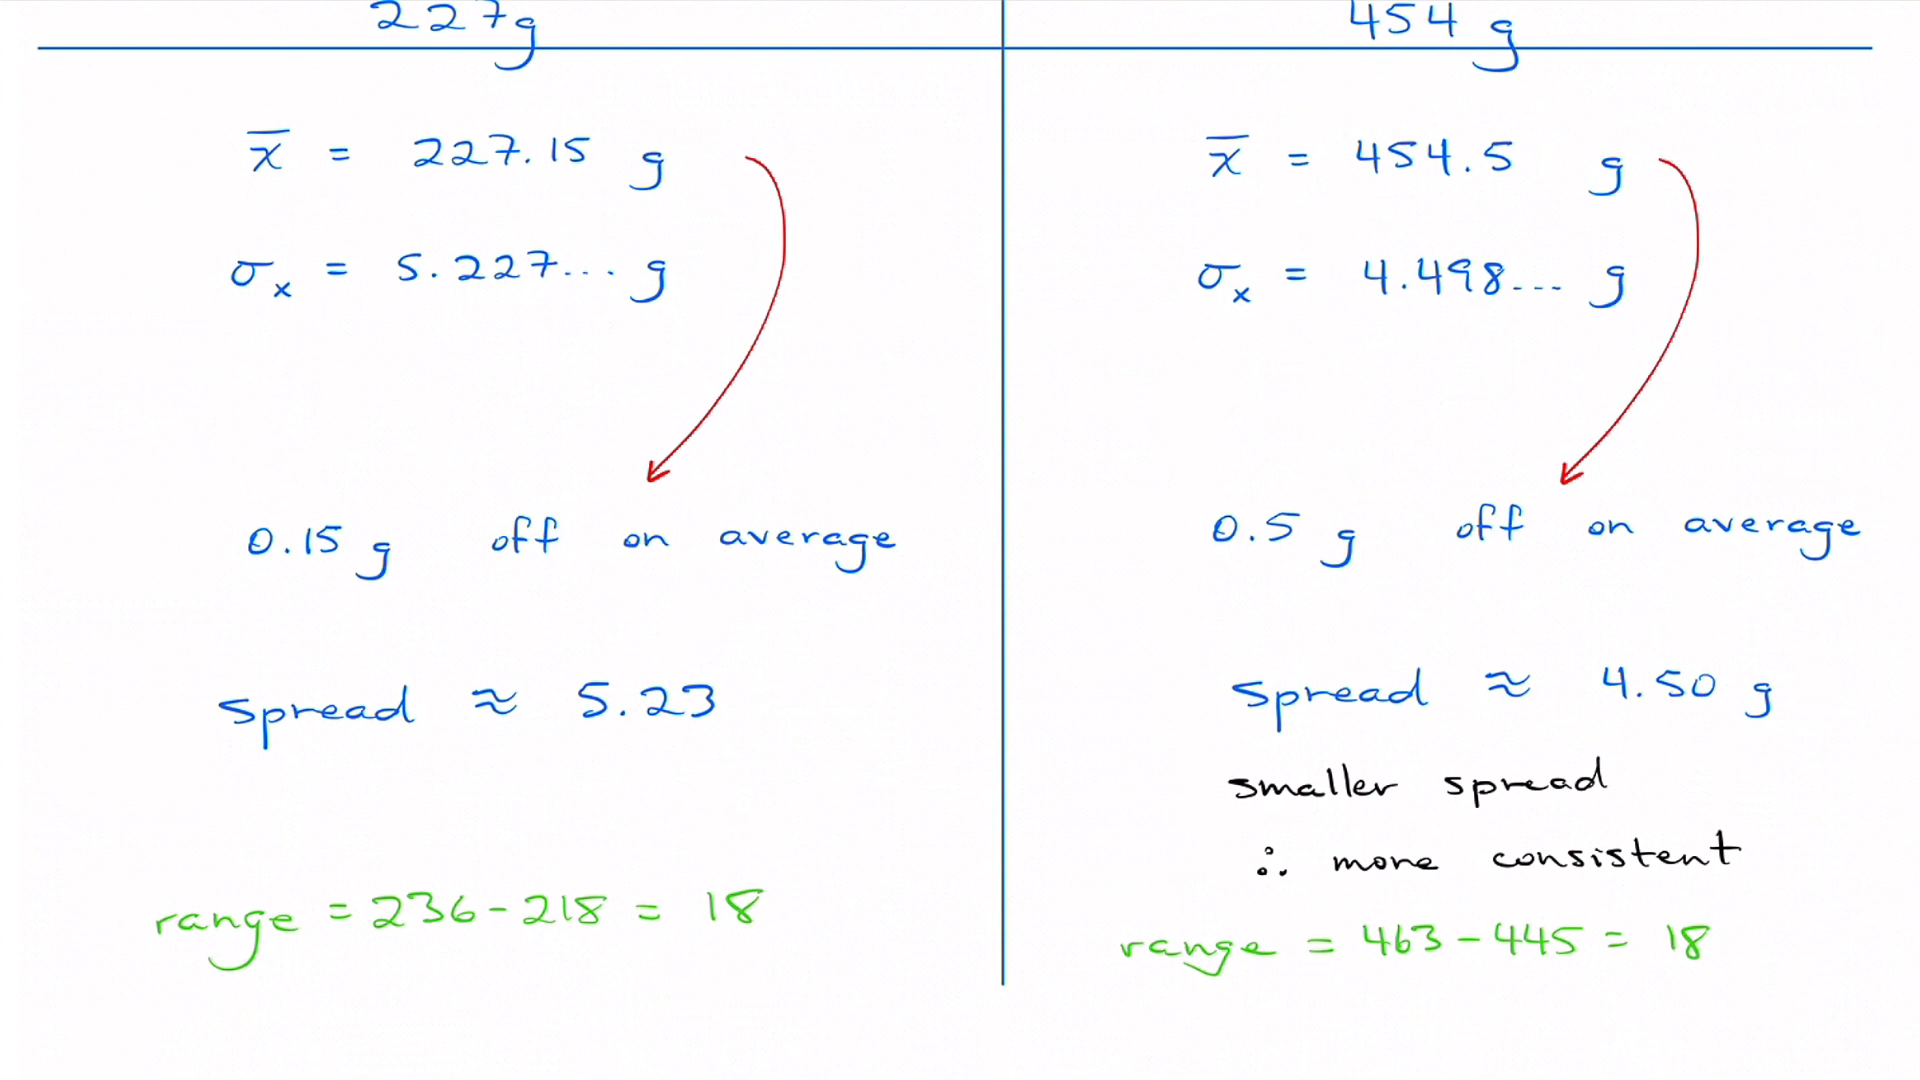 227g
x̄ = 227.15 g
σx = 5.227... g
0.15 g off on average
spread ≈ 5.23
range = 236 - 218 = 18
454 g
x̄ = 454.5 g
σx = 4.498... g
0.5 g off on average
spread ≈ 4.50 g
smaller spread
∴ more consistent
range = 463 - 445 = 18